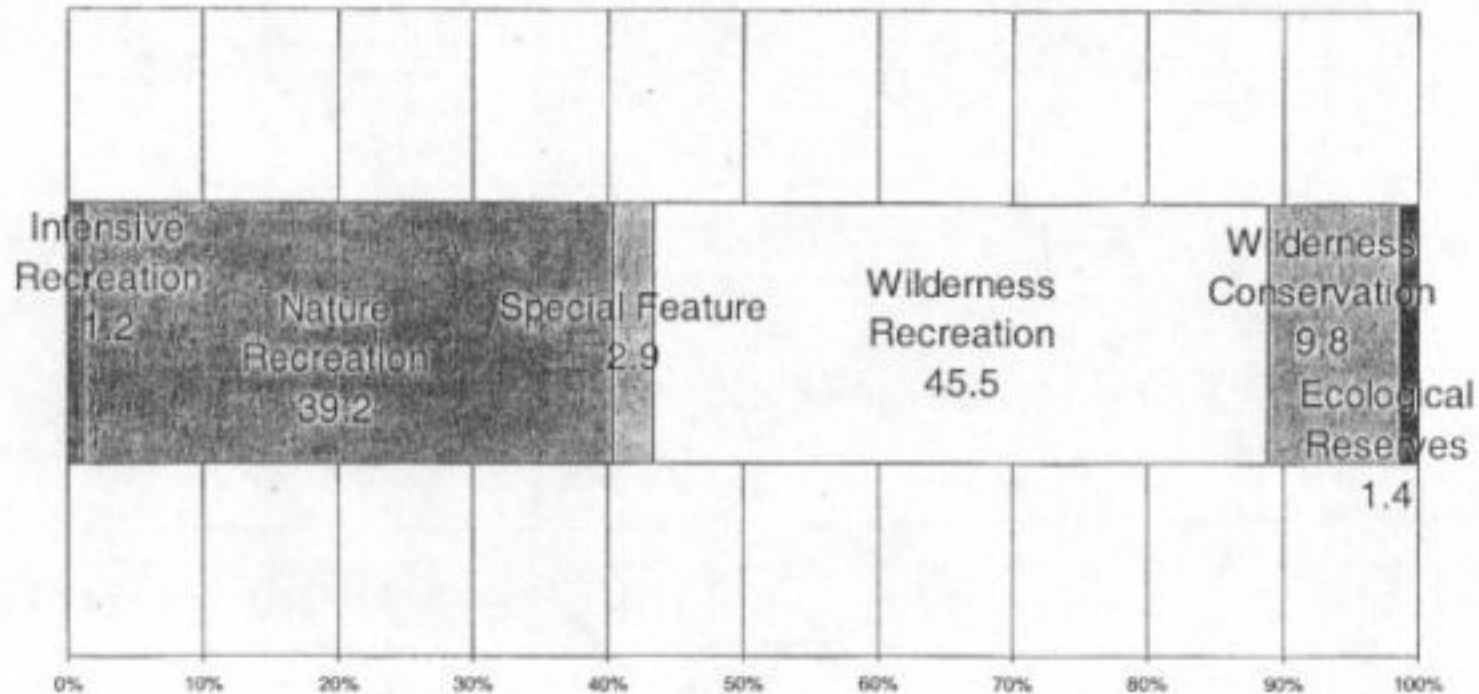 Intensive
Recreation
1.2
Nature
Recreation
39.2
Special Feature
2.9
Wilderness
Recreation
45.5
Wilderness
Conservation
9.8
Ecological
Reserves
1.4
0% 10% 20% 30% 40% 50% 60% 70% 80% 90% 100%